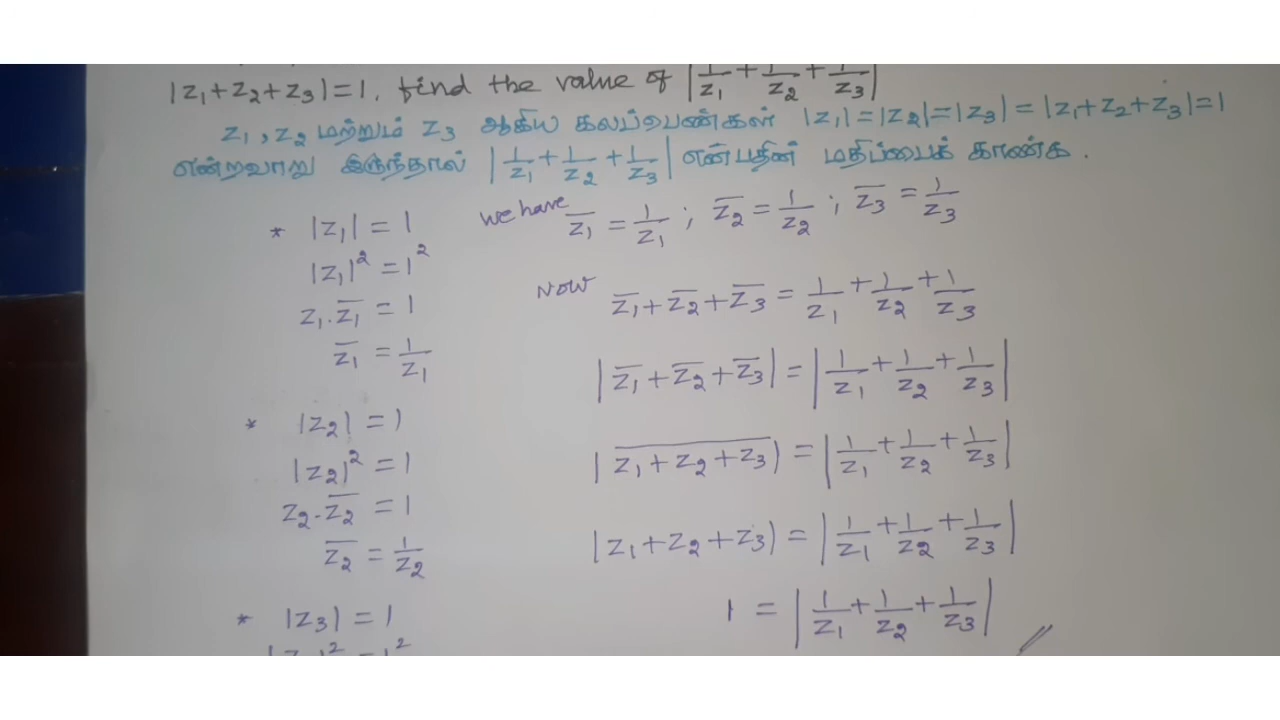 |z₁+z₂+z₃|=1, find the value of |1/z₁ + 1/z₂ + 1/z₃|
z₁, z₂ மற்றும் z₃ ஆகிய கலப்பெண்கள் |z₁|=|z₂|=|z₃|=|z₁+z₂+z₃|=1
என்றவாறு இருந்தால் |1/z₁ + 1/z₂ + 1/z₃| என்பதின் மதிப்பைக் காண்க.
* |z₁| = 1
|z₁|² = 1²
z₁.z̅₁ = 1
z̅₁ = 1/z₁
* |z₂| = 1
|z₂|² = 1
z₂.z̅₂ = 1
z̅₂ = 1/z₂
* |z₃| = 1
we have z̅₁ = 1/z₁ ; z̅₂ = 1/z₂ ; z̅₃ = 1/z₃
Now z̅₁ + z̅₂ + z̅₃ = 1/z₁ + 1/z₂ + 1/z₃
|z̅₁ + z̅₂ + z̅₃| = |1/z₁ + 1/z₂ + 1/z₃|
|z̅₁̅ ̅+̅ ̅z̅₂̅ ̅+̅ ̅z̅₃| = |1/z₁ + 1/z₂ + 1/z₃|
|z₁ + z₂ + z₃| = |1/z₁ + 1/z₂ + 1/z₃|
1 = |1/z₁ + 1/z₂ + 1/z₃|